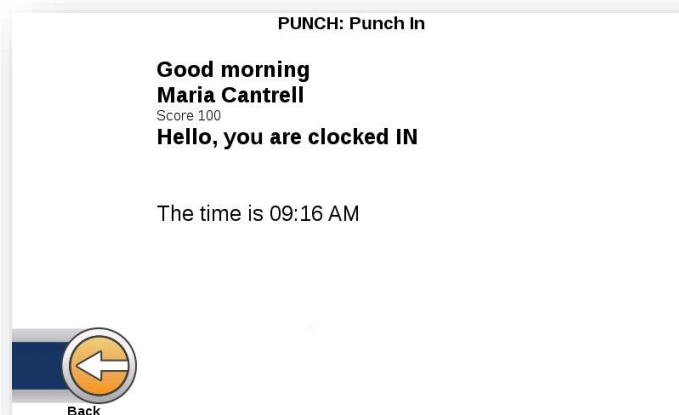 PUNCH: Punch In
Good morning
Maria Cantrell
Score 100
Hello, you are clocked IN
The time is 09:16 AM
Back